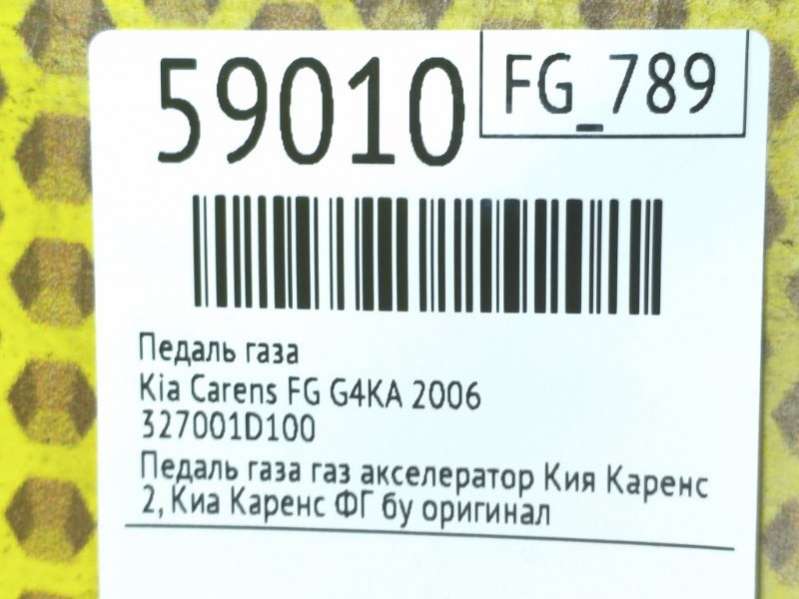 59010
FG_789
Педаль газа
Kia Carens FG G4KA 2006
327001D100
Педаль газа газ акселератор Кия Каренс
2, Киа Каренс ФГ бу оригинал